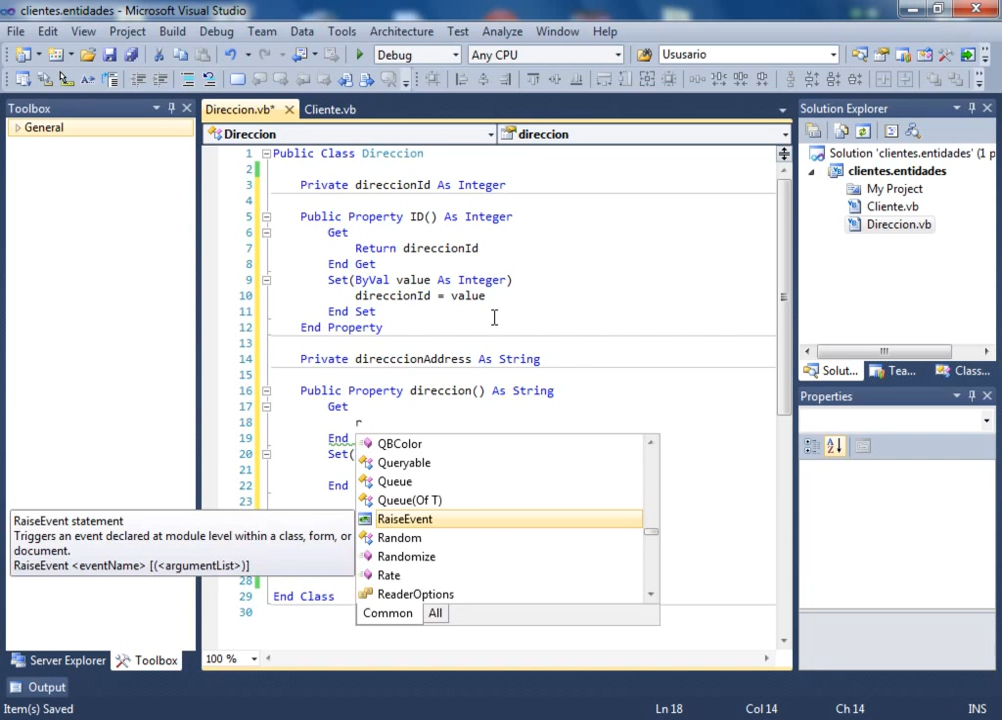 clientes.entidades - Microsoft Visual Studio
File Edit View Project Build Debug Team Data Tools Architecture Test Analyze Window Help
Debug Any CPU Ususario
Toolbox
General
Direccion.vb* Cliente.vb
Direccion direccion
1 Public Class Direccion
2
3 Private direccionId As Integer
4
5 Public Property ID() As Integer
6 Get
7 Return direccionId
8 End Get
9 Set(ByVal value As Integer)
10 direccionId = value
11 End Set
12 End Property
13
14 Private direcccionAddress As String
15
16 Public Property direccion() As String
17 Get
18 r
19 End
20 Set(
21
22 End
23
28
29 End Class
30
QBColor
Queryable
Queue
Queue(Of T)
RaiseEvent
Random
Randomize
Rate
ReaderOptions
Common All
RaiseEvent statement
Triggers an event declared at module level within a class, form, or
document.
RaiseEvent <eventName> [(<argumentList>)]
100 %
Solution Explorer
Solution 'clientes.entidades' (1 p
clientes.entidades
My Project
Cliente.vb
Direccion.vb
Solut... Tea... Class...
Properties
Server Explorer Toolbox
Output
Item(s) Saved Ln 18 Col 14 Ch 14 INS